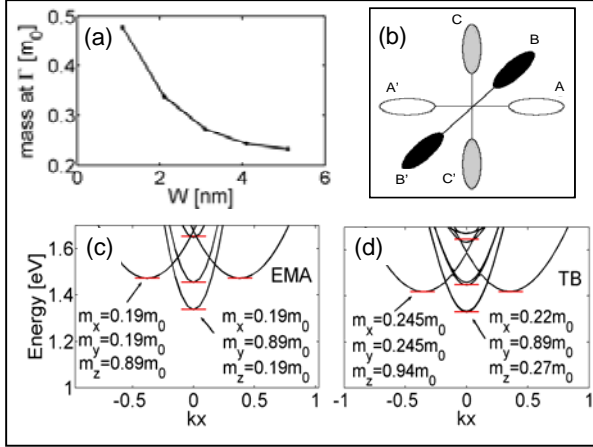 (a)
mass at Γ [m0]
0.5
0.4
0.3
0.2
0 2 4 6
W [nm]
(b)
C
B
A'
A
B'
C'
(c)
EMA
Energy [eV]
1.6
1.4
1.2
1
mx=0.19m0
my=0.19m0
mz=0.89m0
mx=0.19m0
my=0.89m0
mz=0.19m0
-0.5 0 0.5 1
kx
(d)
TB
mx=0.245m0
my=0.245m0
mz=0.94m0
mx=0.22m0
my=0.89m0
mz=0.27m0
-1 -0.5 0 0.5 1
kx